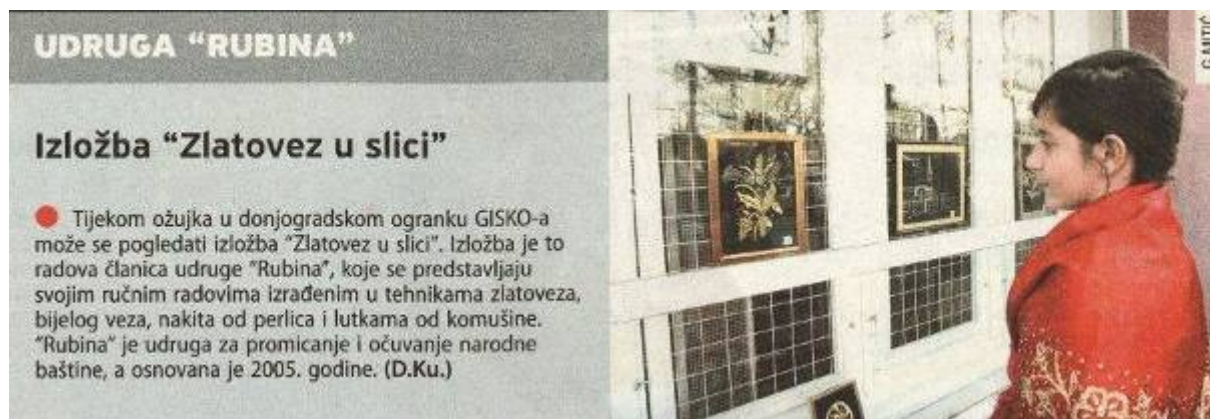 UDRUGA “RUBINA”
Izložba “Zlatovez u slici”
Tijekom ožujka u donjogradskom ogranku GISKO-a
može se pogledati izložba “Zlatovez u slici”. Izložba je to
radova članica udruge “Rubina”, koje se predstavljaju
svojim ručnim radovima izrađenim u tehnikama zlatoveza,
bijelog veza, nakita od perlica i lutkama od komušine.
“Rubina” je udruga za promicanje i očuvanje narodne
baštine, a osnovana je 2005. godine. (D.Ku.)
G.ANTIĆ